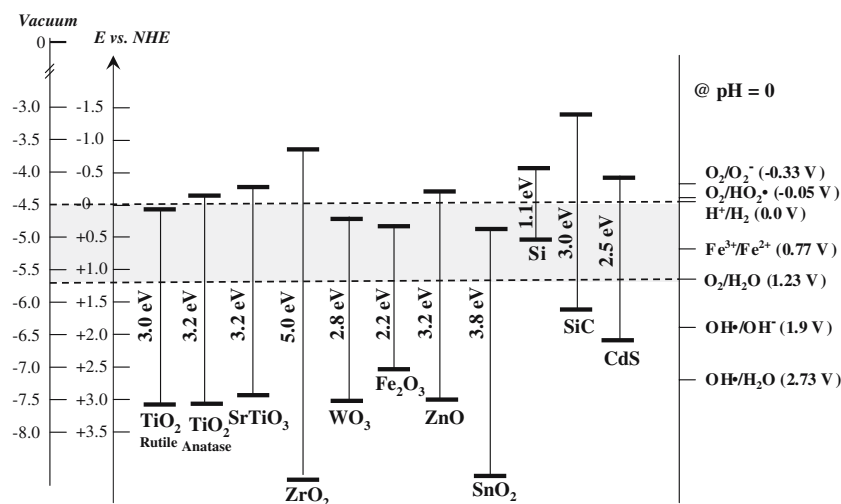 Vacuum
E vs. NHE
0
@ pH = 0
-3.0
-3.5
-4.0
-4.5
-5.0
-5.5
-6.0
-6.5
-7.0
-7.5
-8.0
-1.5
-1.0
-0.5
-0
+0.5
+1.0
+1.5
+2.0
+2.5
+3.0
+3.5
3.0 eV
3.2 eV
3.2 eV
5.0 eV
2.8 eV
2.2 eV
3.2 eV
3.8 eV
1.1 eV
3.0 eV
2.5 eV
TiO₂
Rutile
TiO₂
Anatase
SrTiO₃
ZrO₂
WO₃
Fe₂O₃
ZnO
SnO₂
Si
SiC
CdS
O₂/O₂⁻ (-0.33 V)
O₂/HO₂• (-0.05 V)
H⁺/H₂ (0.0 V)
Fe³⁺/Fe²⁺ (0.77 V)
O₂/H₂O (1.23 V)
OH•/OH⁻ (1.9 V)
OH•/H₂O (2.73 V)